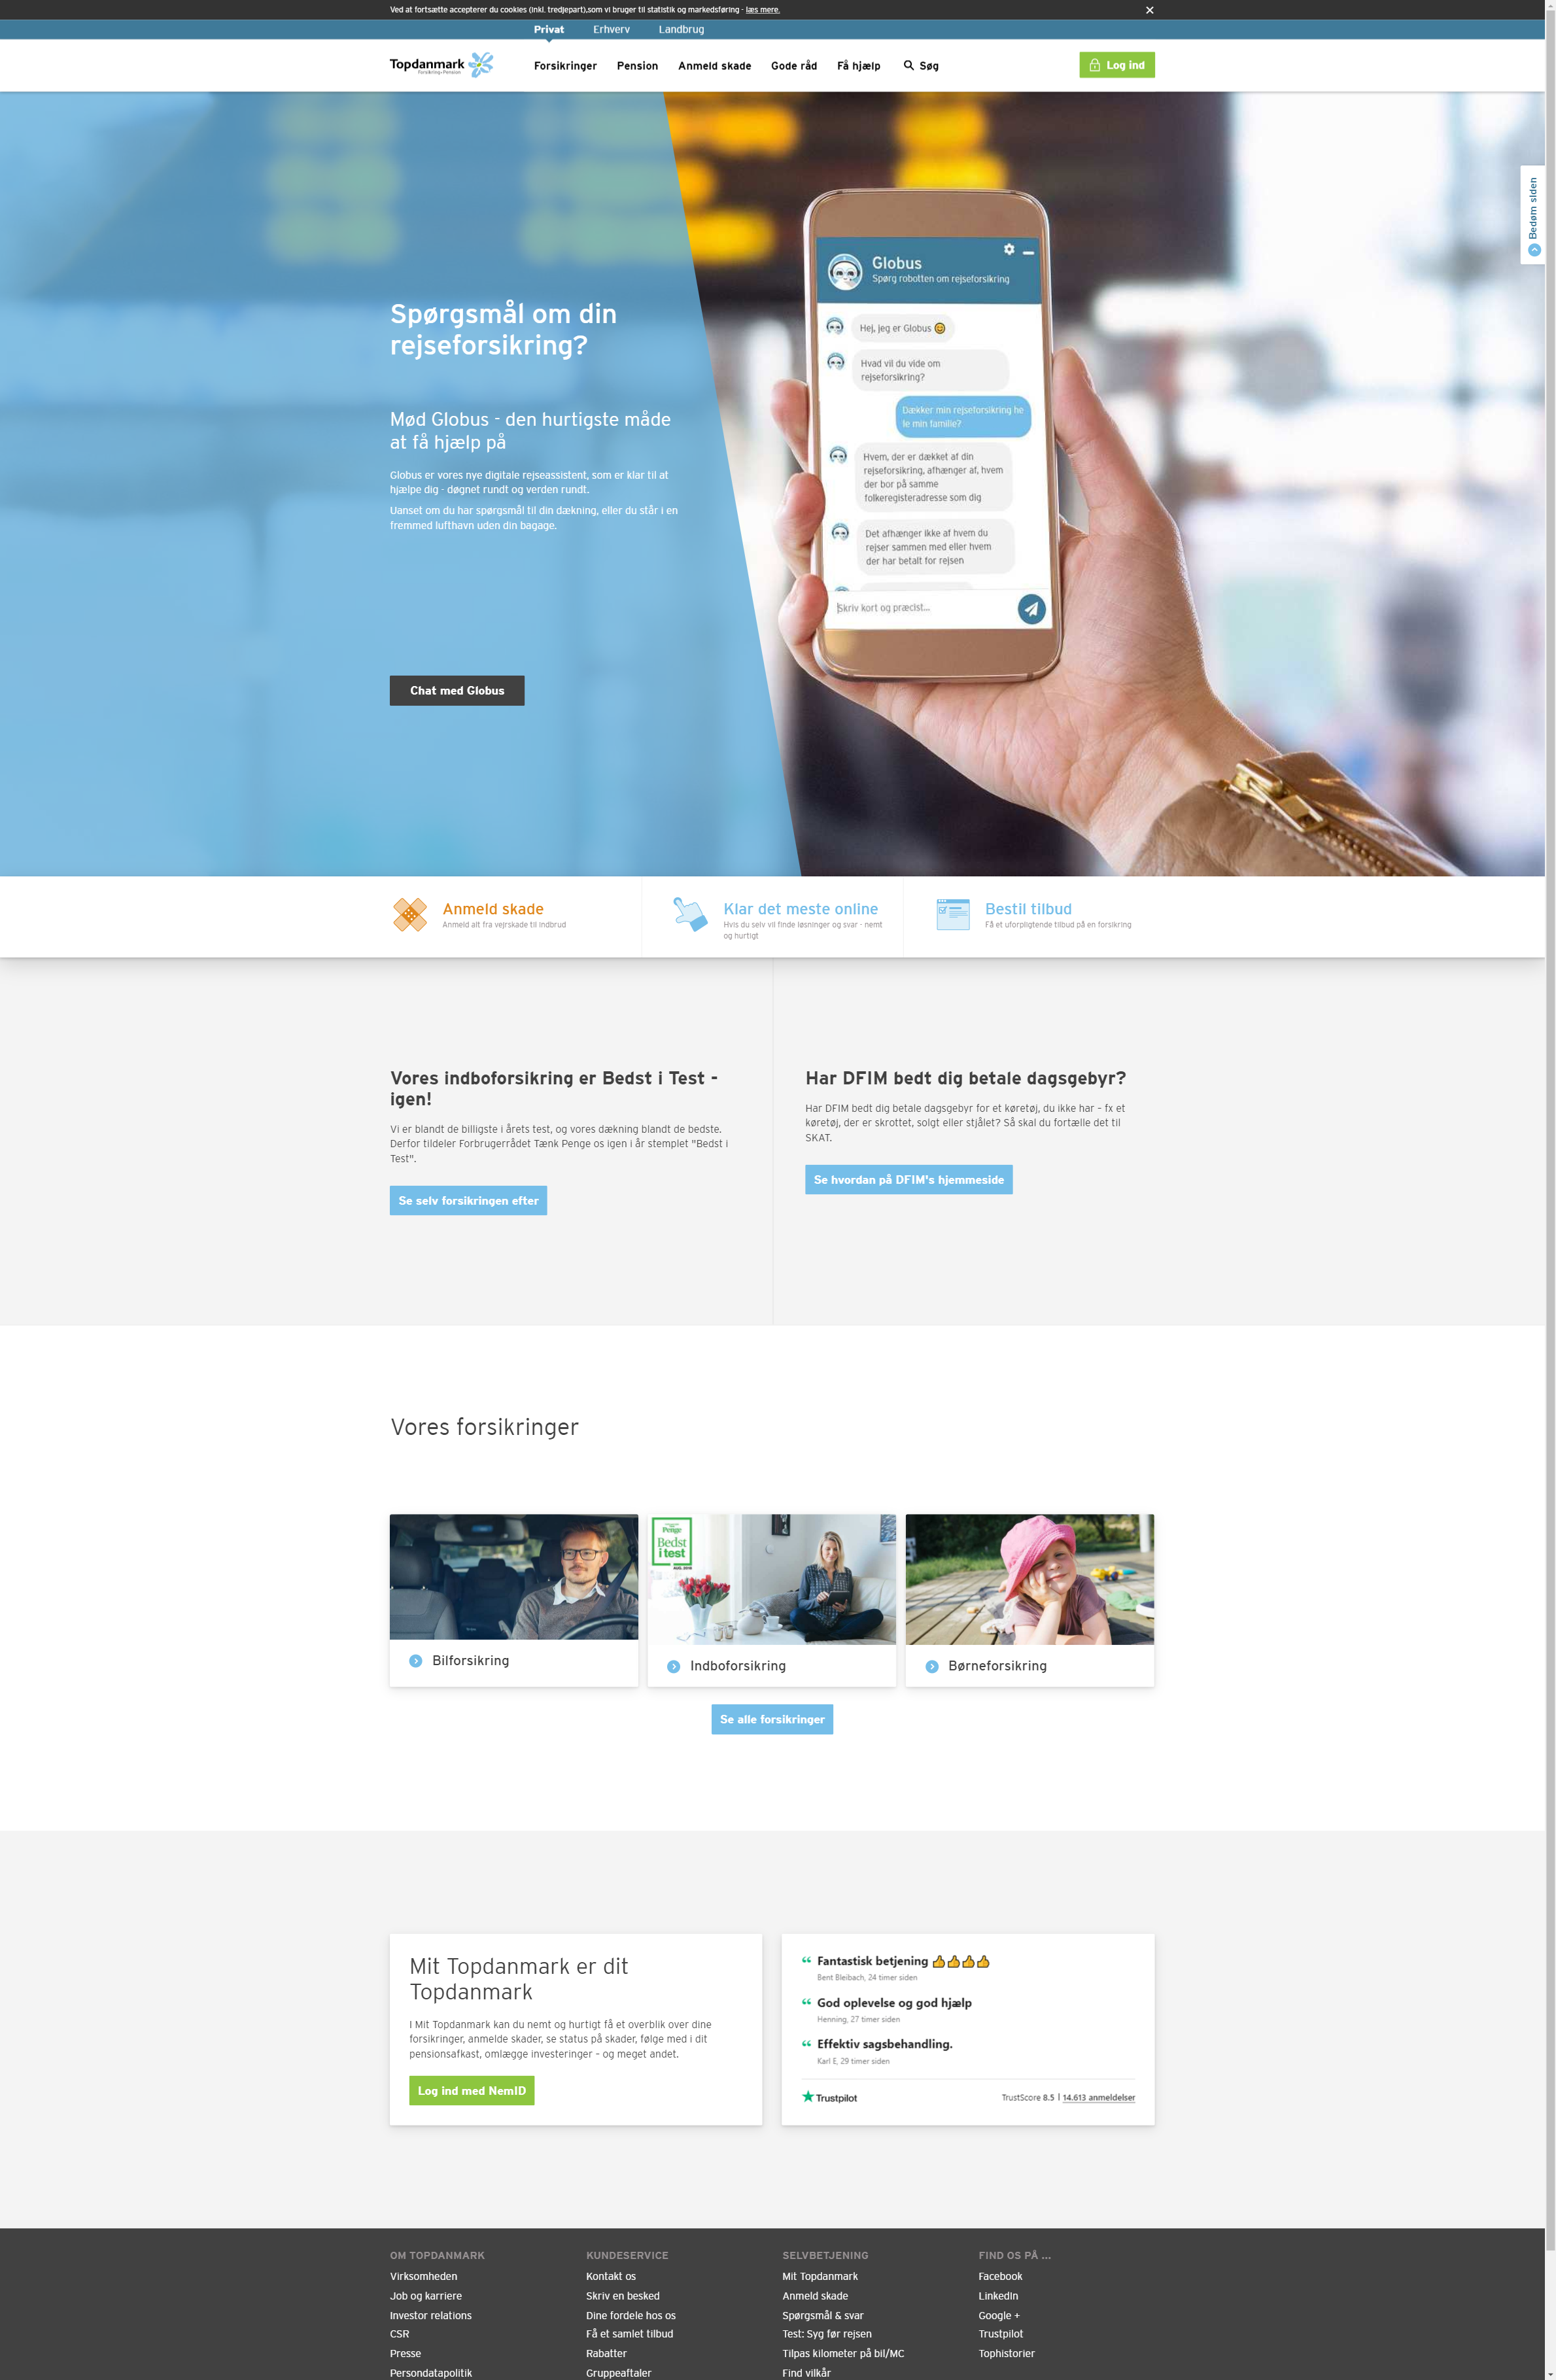 Ved at fortsætte accepterer du cookies (inkl. tredjepart),som vi bruger til statistik og markedsføring - læs mere.
Privat Erhverv Landbrug
Topdanmark
Forsikring+Pension
Forsikringer Pension Anmeld skade Gode råd Få hjælp Søg
Log ind
Bedøm siden
Globus
Spørg robotten om rejseforsikring
Hej, jeg er Globus
Hvad vil du vide om
rejseforsikring?
Dækker min rejseforsikring he
le min familie?
Hvem, der er dækket af din
rejseforsikring, afhænger af, hvem
der bor på samme
folkeregisteradresse som dig
Det afhænger ikke af hvem du
rejser sammen med eller hvem
der har betalt for rejsen
Skriv kort og præcist...
Spørgsmål om din
rejseforsikring?
Mød Globus - den hurtigste måde
at få hjælp på
Globus er vores nye digitale rejseassistent, som er klar til at
hjælpe dig - døgnet rundt og verden rundt.
Uanset om du har spørgsmål til din dækning, eller du står i en
fremmed lufthavn uden din bagage.
Chat med Globus
Anmeld skade
Anmeld alt fra vejrskade til indbrud
Klar det meste online
Hvis du selv vil finde løsninger og svar - nemt
og hurtigt
Bestil tilbud
Få et uforpligtende tilbud på en forsikring
Vores indboforsikring er Bedst i Test -
igen!
Vi er blandt de billigste i årets test, og vores dækning blandt de bedste.
Derfor tildeler Forbrugerrådet Tænk Penge os igen i år stemplet "Bedst i
Test".
Se selv forsikringen efter
Har DFIM bedt dig betale dagsgebyr?
Har DFIM bedt dig betale dagsgebyr for et køretøj, du ikke har – fx et
køretøj, der er skrottet, solgt eller stjålet? Så skal du fortælle det til
SKAT.
Se hvordan på DFIM's hjemmeside
Vores forsikringer
Penge
Bedst
i test
Bilforsikring
Indboforsikring
Børneforsikring
Se alle forsikringer
Mit Topdanmark er dit
Topdanmark
I Mit Topdanmark kan du nemt og hurtigt få et overblik over dine
forsikringer, anmelde skader, se status på skader, følge med i dit
pensionsafkast, omlægge investeringer – og meget andet.
Log ind med NemID
Fantastisk betjening
Bent Bleibach, 24 timer siden
God oplevelse og god hjælp
Henning, 27 timer siden
Effektiv sagsbehandling.
Karl E, 29 timer siden
Trustpilot
TrustScore 8.5 | 14.613 anmeldelser
OM TOPDANMARK
Virksomheden
Job og karriere
Investor relations
CSR
Presse
Persondatapolitik
KUNDESERVICE
Kontakt os
Skriv en besked
Dine fordele hos os
Få et samlet tilbud
Rabatter
Gruppeaftaler
SELVBETJENING
Mit Topdanmark
Anmeld skade
Spørgsmål & svar
Test: Syg før rejsen
Tilpas kilometer på bil/MC
Find vilkår
FIND OS PÅ ...
Facebook
LinkedIn
Google +
Trustpilot
Tophistorier